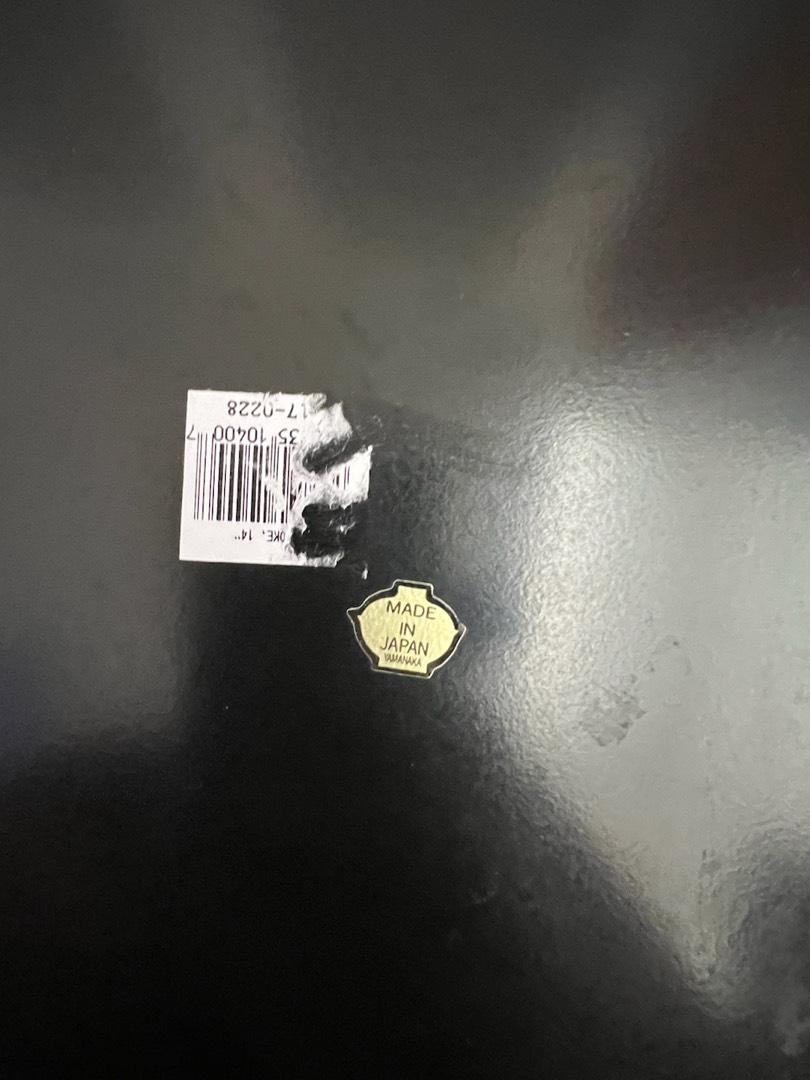 OKE. 14"
35 10400 7
17-0228
MADE
IN
JAPAN
YAMANAKA